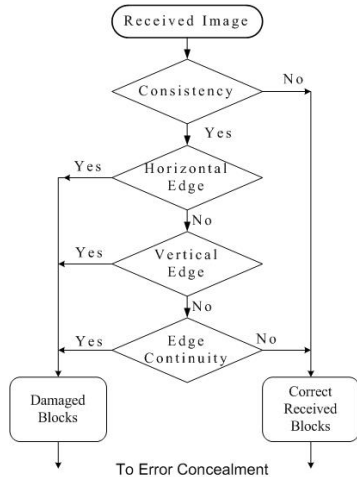 Received Image
Consistency
No
Yes
Yes
Horizontal
Edge
No
Yes
Vertical
Edge
No
Yes
Edge
Continuity
No
Damaged
Blocks
Correct
Received
Blocks
To Error Concealment